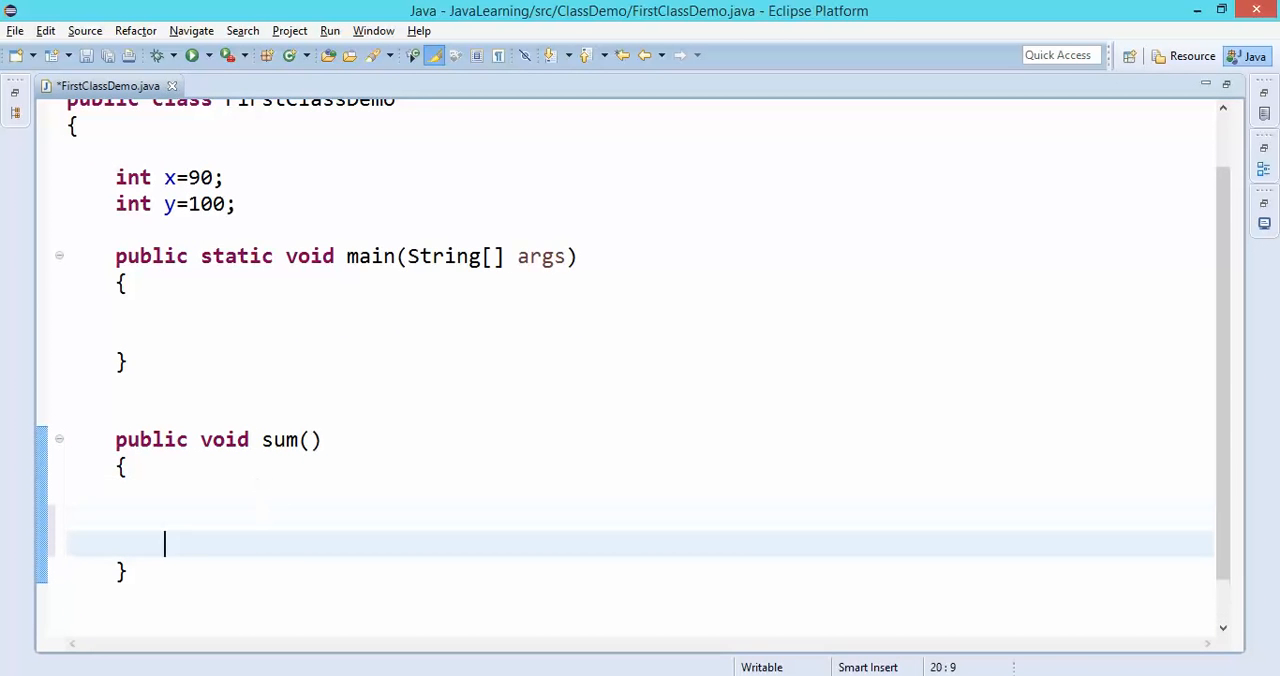 Java - JavaLearning/src/ClassDemo/FirstClassDemo.java - Eclipse Platform
File Edit Source Refactor Navigate Search Project Run Window Help
Quick Access Resource Java
*FirstClassDemo.java
public class FirstClassDemo
{
int x=90;
int y=100;
public static void main(String[] args)
{
}
public void sum()
{
}
Writable Smart Insert 20 : 9